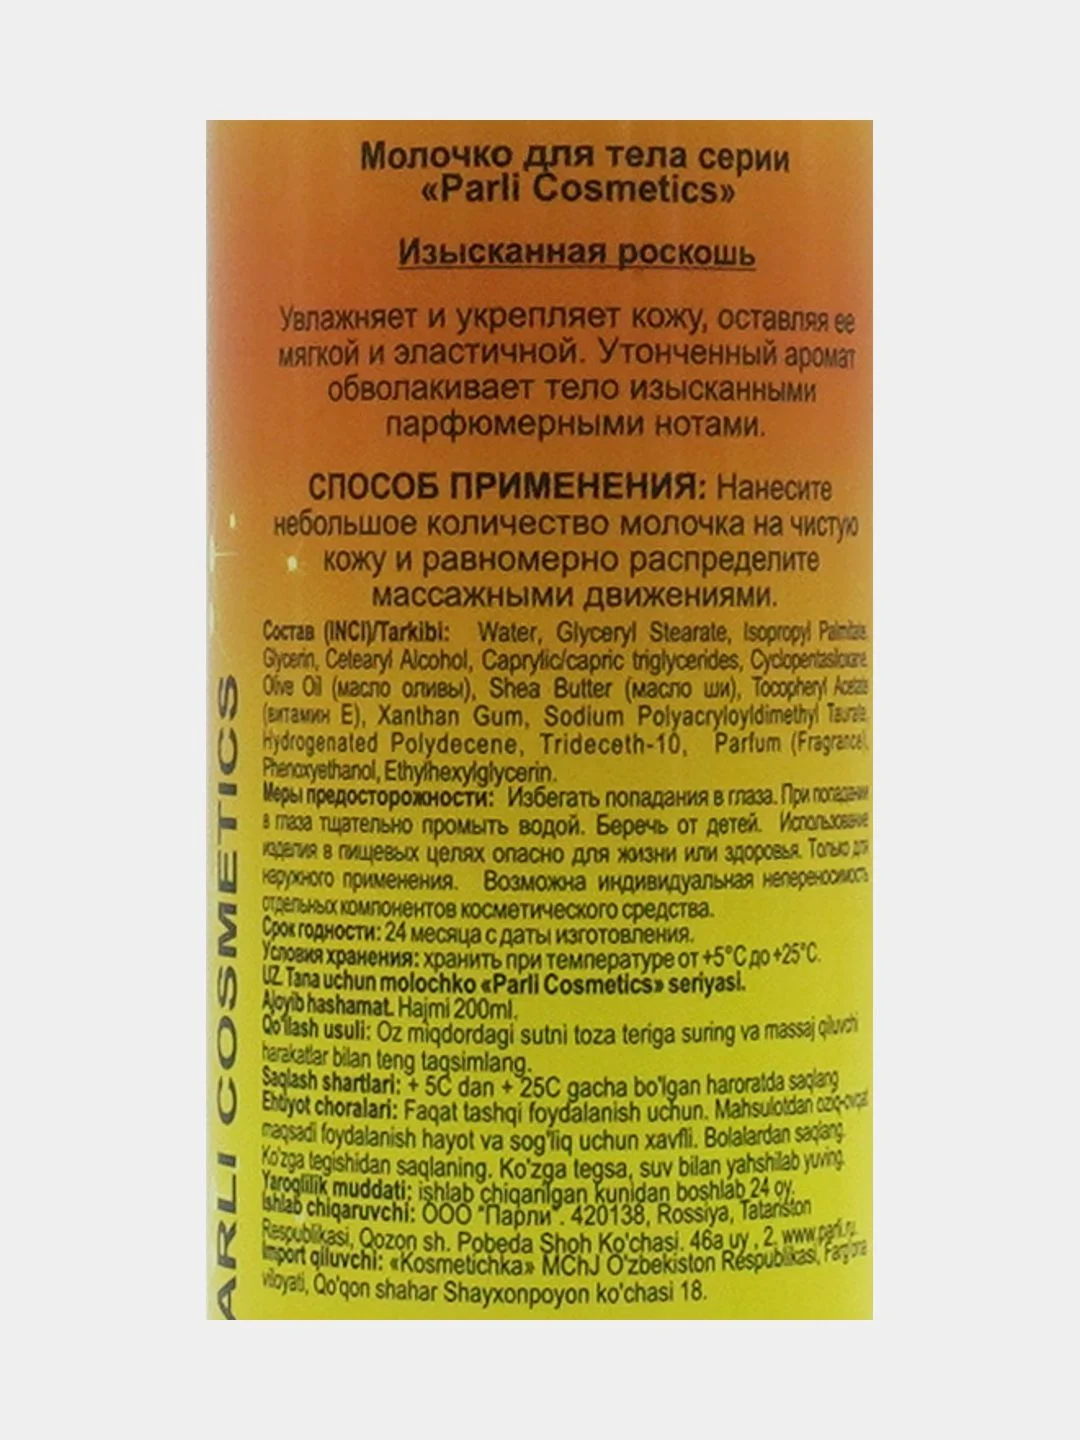 Молочко для тела серии
«Parli Cosmetics»
Изысканная роскошь
Увлажняет и укрепляет кожу, оставляя ее
мягкой и эластичной. Утонченный аромат
обволакивает тело изысканными
парфюмерными нотами.
СПОСОБ ПРИМЕНЕНИЯ: Нанесите
небольшое количество молочка на чистую
кожу и равномерно распределите
массажными движениями.
Состав (INCI)/Tarkibi: Water, Glyceryl Stearate, Isopropyl Palmitate,
Glycerin, Cetearyl Alcohol, Caprylic/capric triglycerides, Cyclopentasiloxane,
Olive Oil (масло оливы), Shea Butter (масло ши), Tocopheryl Acetate
(витамин Е), Xanthan Gum, Sodium Polyacryloyldimethyl Taurate,
Hydrogenated Polydecene, Trideceth-10, Parfum (Fragrance),
Phenoxyethanol, Ethylhexylglycerin.
Меры предосторожности: Избегать попадания в глаза. При попадании
в глаза тщательно промыть водой. Беречь от детей. Использование
изделия в пищевых целях опасно для жизни или здоровья. Только для
наружного применения. Возможна индивидуальная непереносимость
отдельных компонентов косметического средства.
Срок годности: 24 месяца с даты изготовления.
Условия хранения: хранить при температуре от +5°С до +25°С.
UZ. Tana uchun molochko «Parli Cosmetics» seriyasi.
Ajoyib hashamat. Hajmi 200ml.
Qo'llash usuli: Oz miqdordagi sutni toza teriga suring va massaj qiluvchi
harakatlar bilan teng taqsimlang.
Saqlash shartlari: + 5C dan + 25C gacha bo'lgan haroratda saqlang
Ehtiyot choralari: Faqat tashqi foydalanish uchun. Mahsulotdan oziq-ovqat
maqsadi foydalanish hayot va sog'liq uchun xavfli. Bolalardan saqlang.
Ko'zga tegishidan saqlaning. Ko'zga tegsa, suv bilan yahshilab yuving.
Yaroqlilik muddati: ishlab chiqarilgan kunidan boshlab 24 oy.
Ishlab chiqaruvchi: ООО "Парли". 420138, Rossiya, Tatariston
Respublikasi, Qozon sh. Pobeda Shoh Ko'chasi. 46a uy , 2. www.parli.ru.
Import qiluvchi: «Kosmetichka» MChJ O'zbekiston Respublikasi, Farg'ona
viloyati, Qo'qon shahar Shayxonpoyon ko'chasi 18.
ARLI COSMETICS